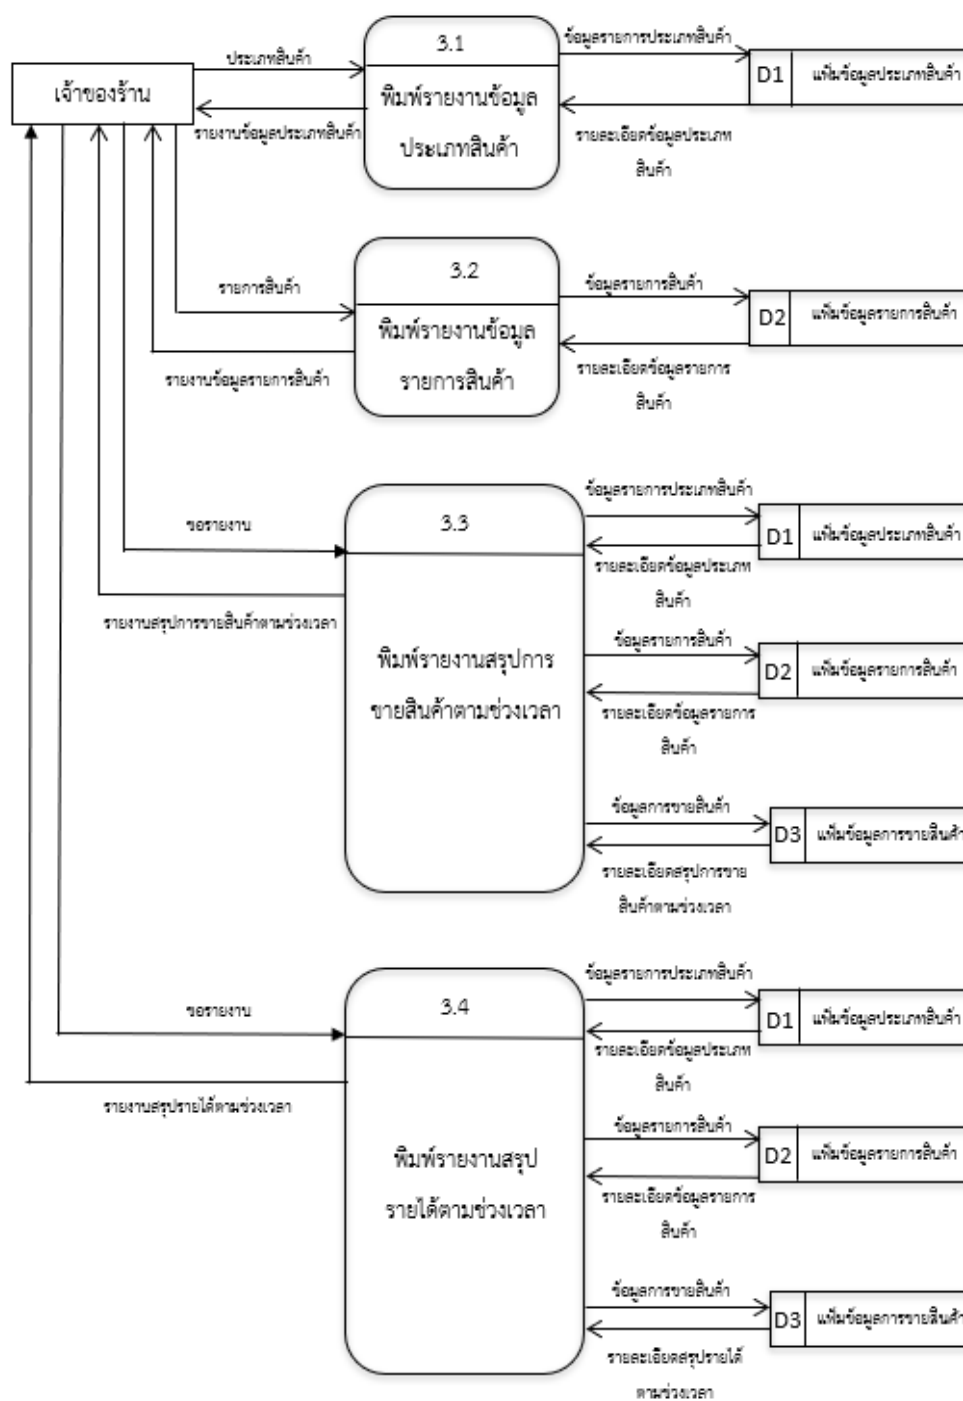 เจ้าของร้าน
ประเภทสินค้า
รายงานข้อมูลประเภทสินค้า
3.1
พิมพ์รายงานข้อมูล
ประเภทสินค้า
ข้อมูลรายการประเภทสินค้า
รายละเอียดข้อมูลประเภท
สินค้า
D1
แฟ้มข้อมูลประเภทสินค้า
รายการสินค้า
รายงานข้อมูลรายการสินค้า
3.2
พิมพ์รายงานข้อมูล
รายการสินค้า
ข้อมูลรายการสินค้า
รายละเอียดข้อมูลรายการ
สินค้า
D2
แฟ้มข้อมูลรายการสินค้า
ขอรายงาน
รายงานสรุปการขายสินค้าตามช่วงเวลา
3.3
พิมพ์รายงานสรุปการ
ขายสินค้าตามช่วงเวลา
ข้อมูลรายการประเภทสินค้า
รายละเอียดข้อมูลประเภท
สินค้า
D1
แฟ้มข้อมูลประเภทสินค้า
ข้อมูลรายการสินค้า
รายละเอียดข้อมูลรายการ
สินค้า
D2
แฟ้มข้อมูลรายการสินค้า
ข้อมูลการขายสินค้า
รายละเอียดสรุปการขาย
สินค้าตามช่วงเวลา
D3
แฟ้มข้อมูลการขายสินค้า
ขอรายงาน
รายงานสรุปรายได้ตามช่วงเวลา
3.4
พิมพ์รายงานสรุป
รายได้ตามช่วงเวลา
ข้อมูลรายการประเภทสินค้า
รายละเอียดข้อมูลประเภท
สินค้า
D1
แฟ้มข้อมูลประเภทสินค้า
ข้อมูลรายการสินค้า
รายละเอียดข้อมูลรายการ
สินค้า
D2
แฟ้มข้อมูลรายการสินค้า
ข้อมูลการขายสินค้า
รายละเอียดสรุปรายได้
ตามช่วงเวลา
D3
แฟ้มข้อมูลการขายสินค้า